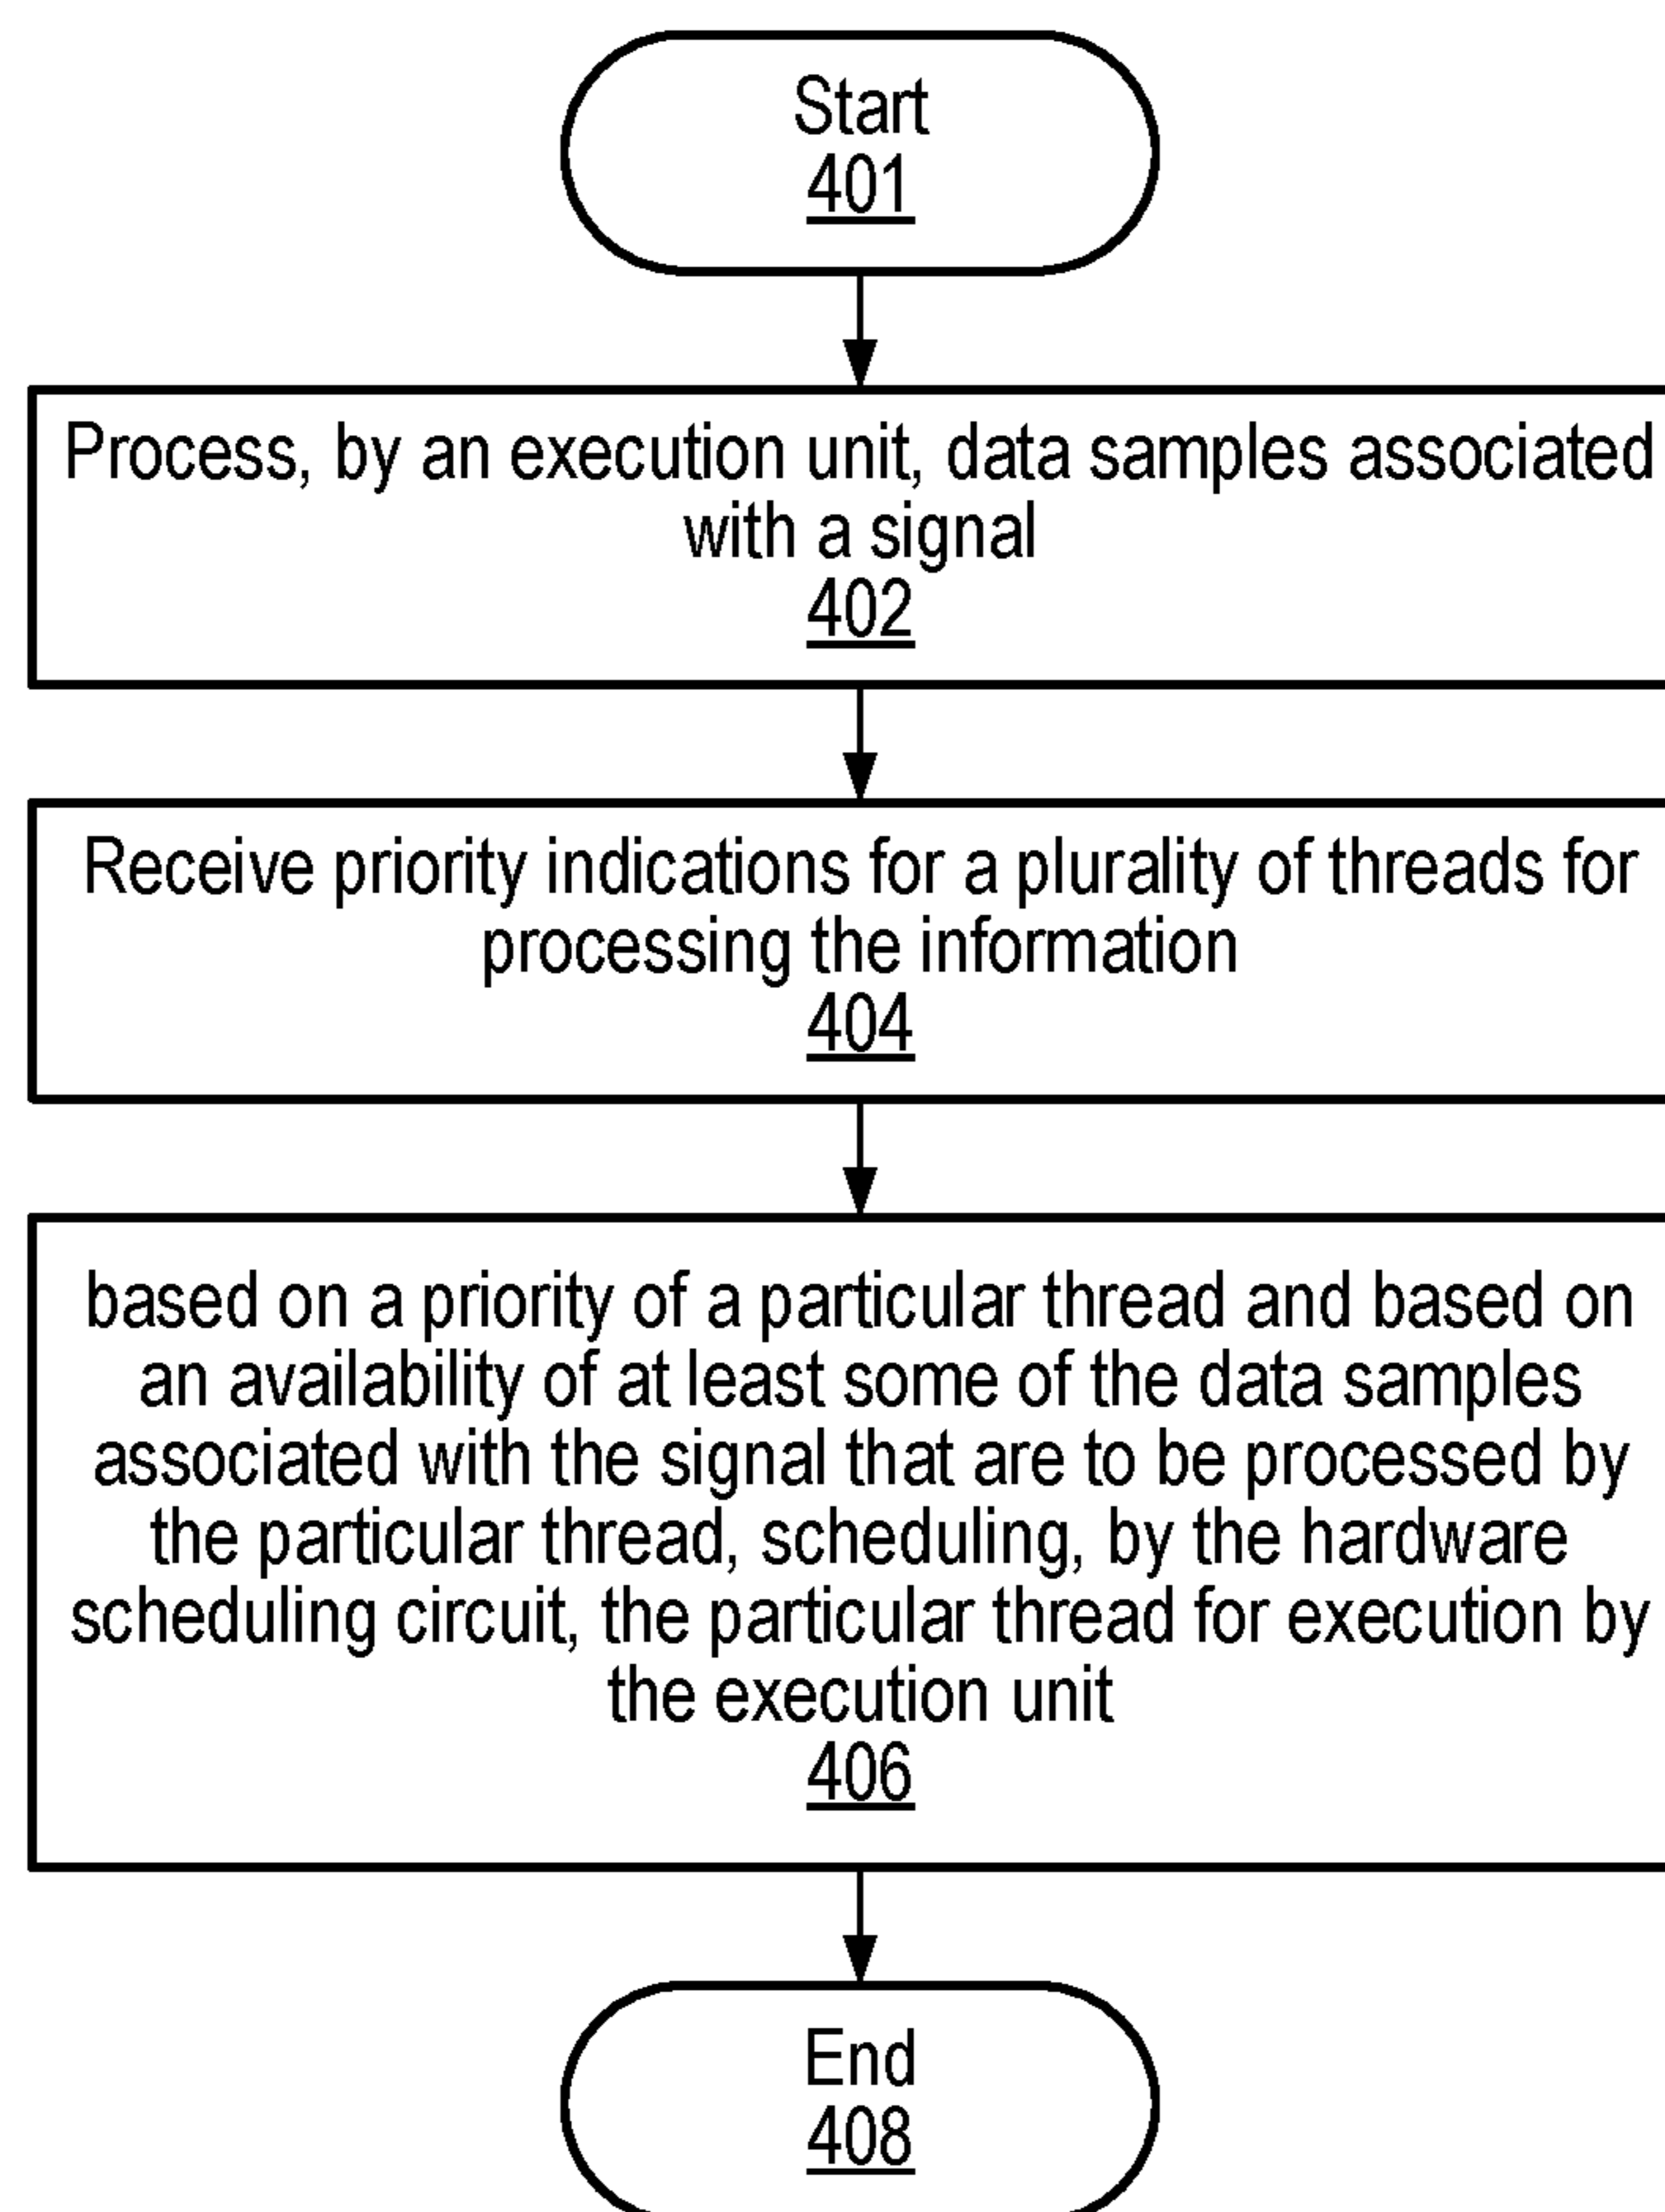 Start
401
Process, by an execution unit, data samples associated
with a signal
402
Receive priority indications for a plurality of threads for
processing the information
404
based on a priority of a particular thread and based on
an availability of at least some of the data samples
associated with the signal that are to be processed by
the particular thread, scheduling, by the hardware
scheduling circuit, the particular thread for execution by
the execution unit
406
End
408